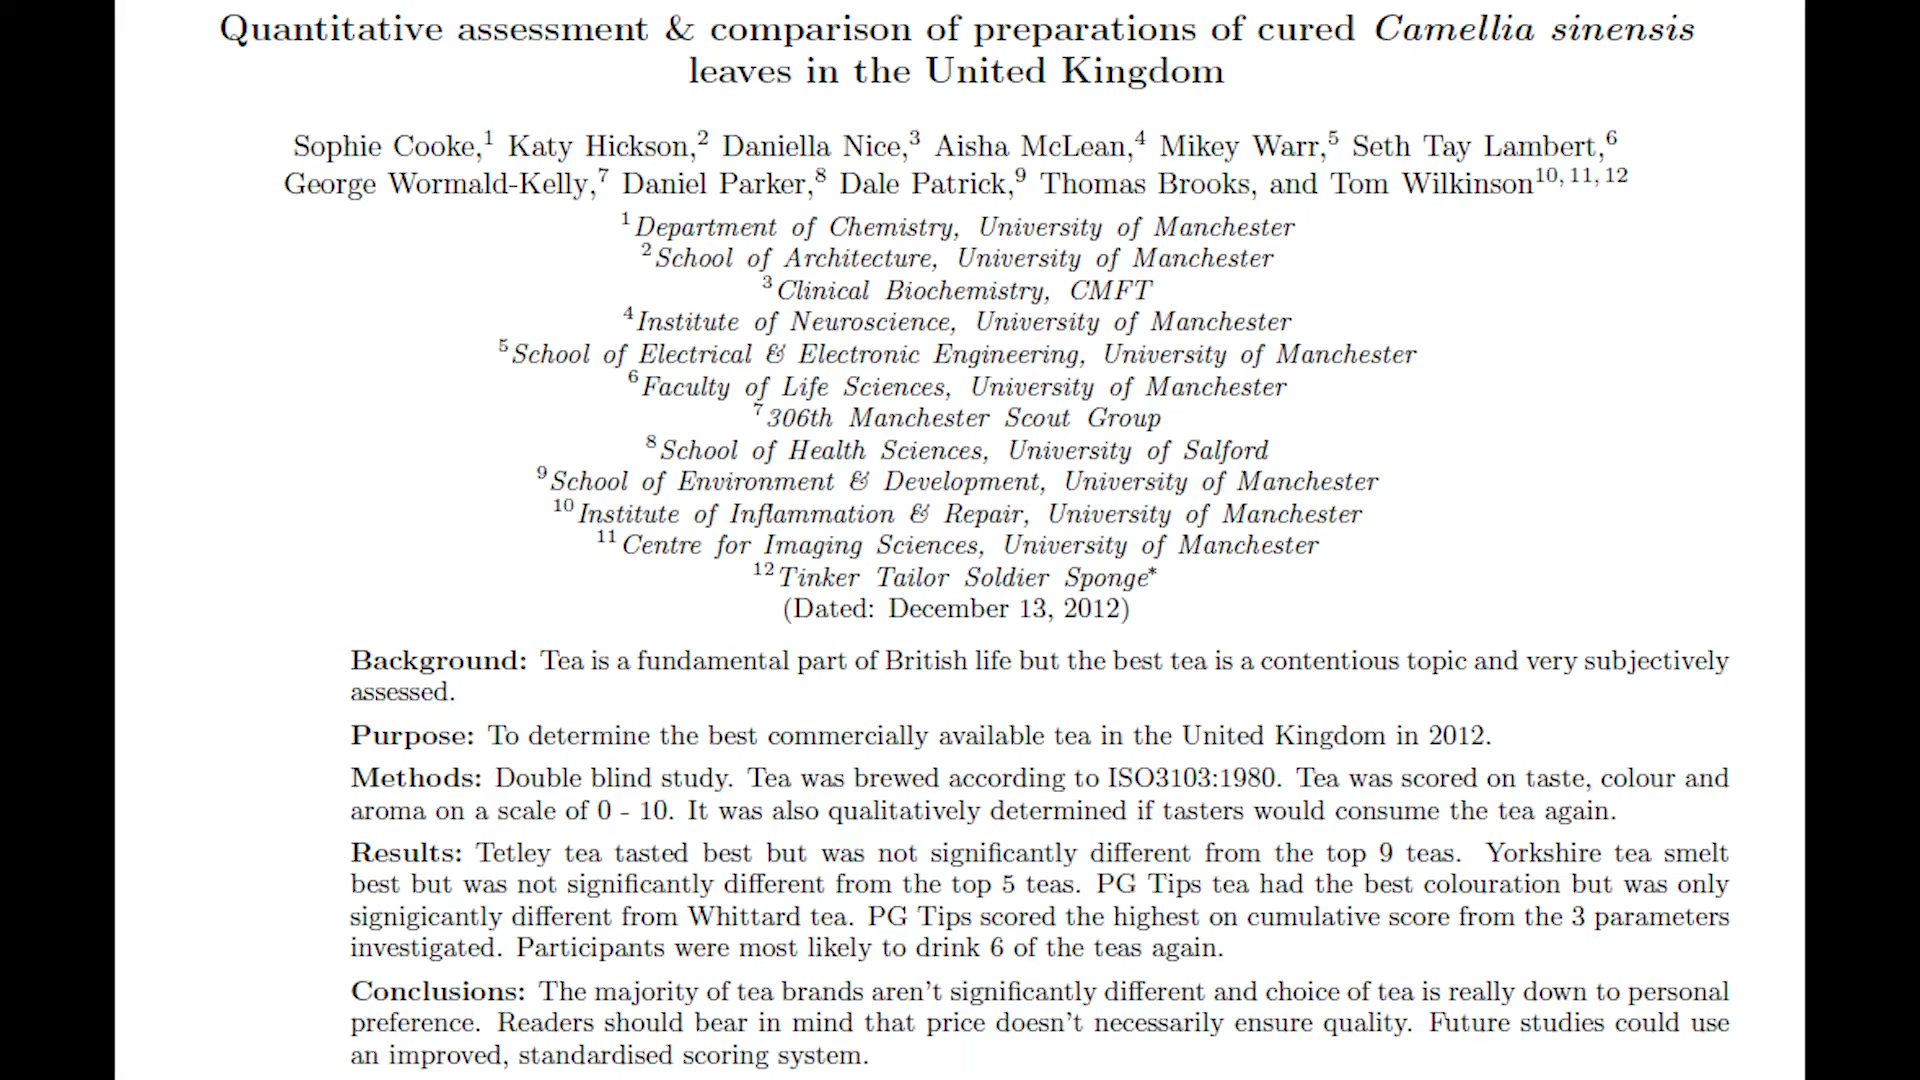 Quantitative assessment & comparison of preparations of cured Camellia sinensis
leaves in the United Kingdom
Sophie Cooke,1 Katy Hickson,2 Daniella Nice,3 Aisha McLean,4 Mikey Warr,5 Seth Tay Lambert,6
George Wormald-Kelly,7 Daniel Parker,8 Dale Patrick,9 Thomas Brooks, and Tom Wilkinson10, 11, 12
1Department of Chemistry, University of Manchester
2School of Architecture, University of Manchester
3Clinical Biochemistry, CMFT
4Institute of Neuroscience, University of Manchester
5School of Electrical & Electronic Engineering, University of Manchester
6Faculty of Life Sciences, University of Manchester
7306th Manchester Scout Group
8School of Health Sciences, University of Salford
9School of Environment & Development, University of Manchester
10Institute of Inflammation & Repair, University of Manchester
11Centre for Imaging Sciences, University of Manchester
12Tinker Tailor Soldier Sponge*
(Dated: December 13, 2012)
Background: Tea is a fundamental part of British life but the best tea is a contentious topic and very subjectively
assessed.
Purpose: To determine the best commercially available tea in the United Kingdom in 2012.
Methods: Double blind study. Tea was brewed according to ISO3103:1980. Tea was scored on taste, colour and
aroma on a scale of 0 - 10. It was also qualitatively determined if tasters would consume the tea again.
Results: Tetley tea tasted best but was not significantly different from the top 9 teas. Yorkshire tea smelt
best but was not significantly different from the top 5 teas. PG Tips tea had the best colouration but was only
signigicantly different from Whittard tea. PG Tips scored the highest on cumulative score from the 3 parameters
investigated. Participants were most likely to drink 6 of the teas again.
Conclusions: The majority of tea brands aren't significantly different and choice of tea is really down to personal
preference. Readers should bear in mind that price doesn't necessarily ensure quality. Future studies could use
an improved, standardised scoring system.